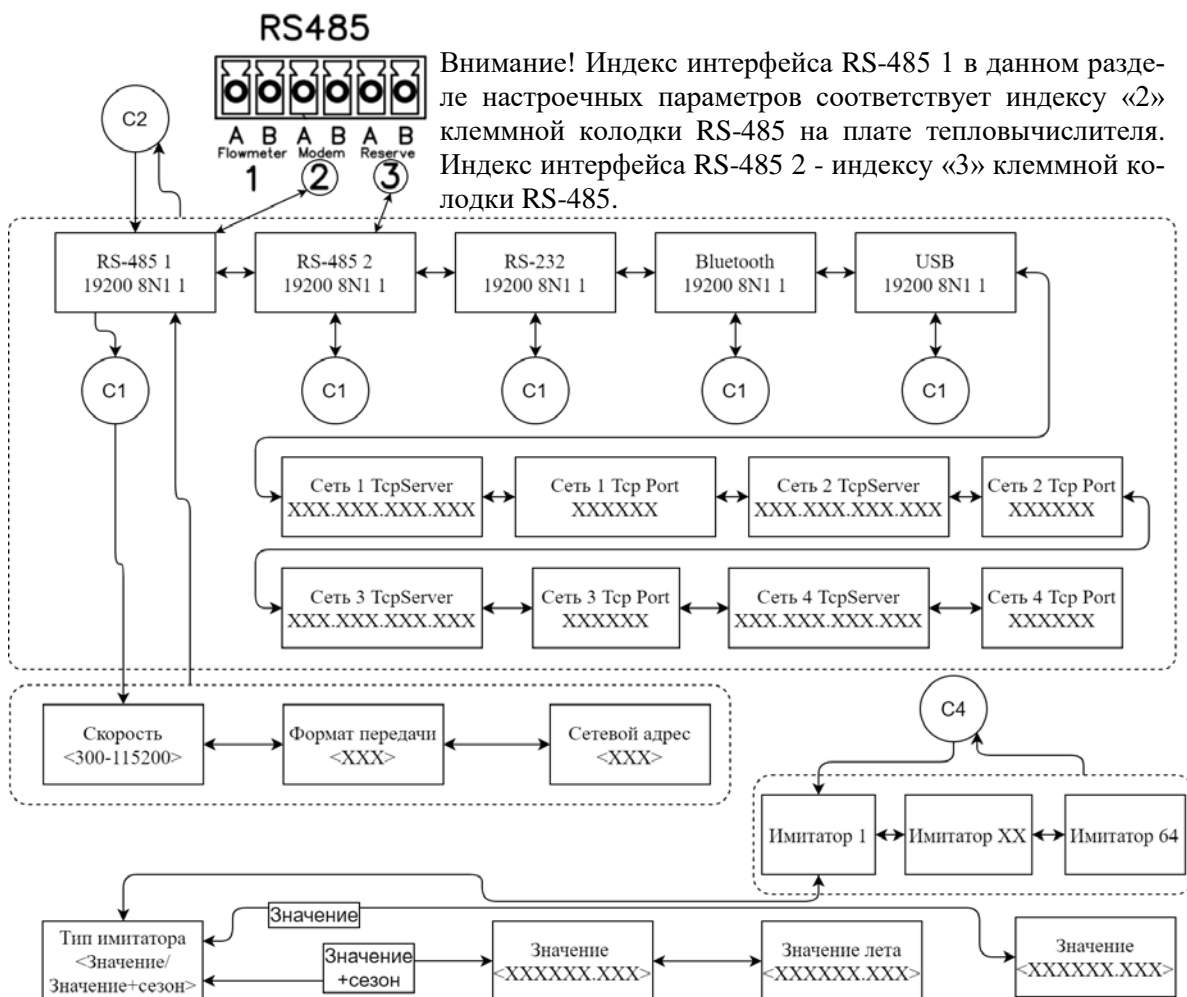 RS485
A B A B A B
Flowmeter Modem Reserve
1 2 3
Внимание! Индекс интерфейса RS-485 1 в данном разде-
ле настроечных параметров соответствует индексу «2»
клеммной колодки RS-485 на плате тепловычислителя.
Индекс интерфейса RS-485 2 - индексу «3» клеммной ко-
лодки RS-485.
C2
RS-485 1
19200 8N1 1
RS-485 2
19200 8N1 1
RS-232
19200 8N1 1
Bluetooth
19200 8N1 1
USB
19200 8N1 1
C1
C1
C1
C1
C1
Сеть 1 TcpServer
XXX.XXX.XXX.XXX
Сеть 1 Tcp Port
XXXXXX
Сеть 2 TcpServer
XXX.XXX.XXX.XXX
Сеть 2 Tcp Port
XXXXXX
Сеть 3 TcpServer
XXX.XXX.XXX.XXX
Сеть 3 Tcp Port
XXXXXX
Сеть 4 TcpServer
XXX.XXX.XXX.XXX
Сеть 4 Tcp Port
XXXXXX
Скорость
<300-115200>
Формат передачи
<XXX>
Сетевой адрес
<XXX>
C4
Имитатор 1
Имитатор XX
Имитатор 64
Тип имитатора
<Значение/
Значение+сезон>
Значение
Значение
+сезон
Значение
<XXXXXX.XXX>
Значение лета
<XXXXXX.XXX>
Значение
<XXXXXX.XXX>